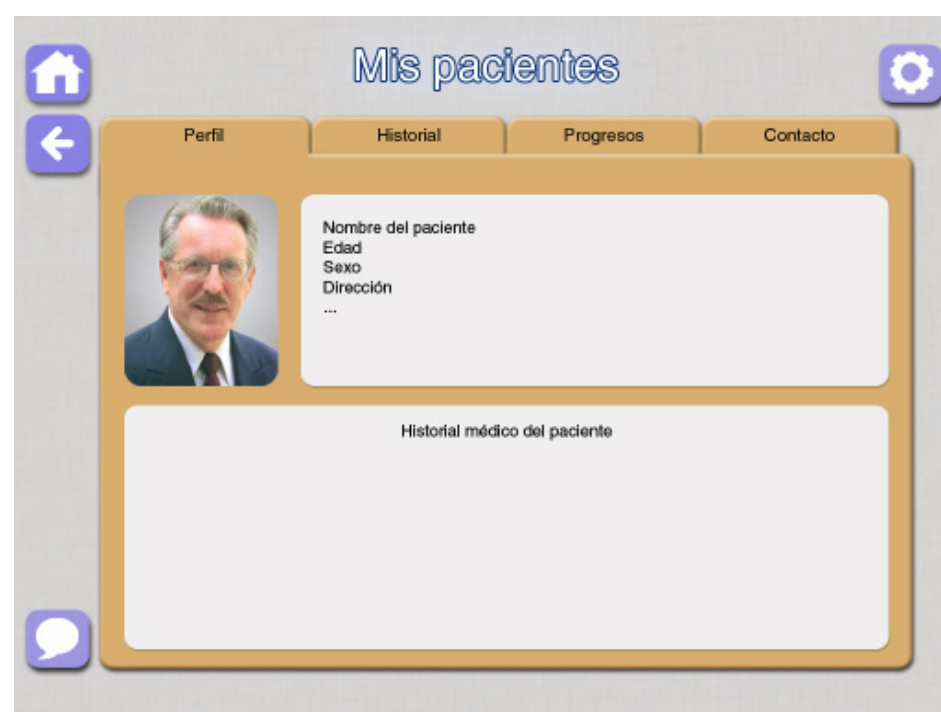 Mis pacientes
Perfil
Historial
Progresos
Contacto
Nombre del paciente
Edad
Sexo
Dirección
...
Historial médico del paciente